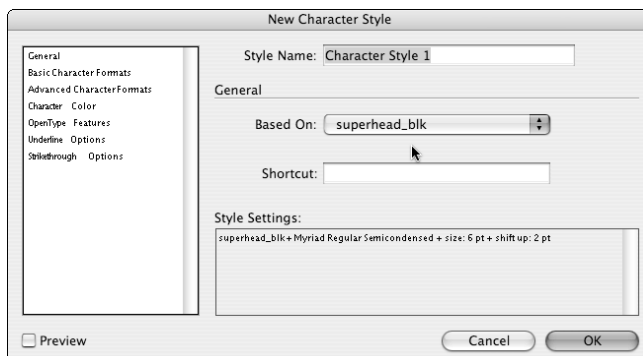 New Character Style
General
Basic Character Formats
Advanced Character Formats
Character Color
OpenType Features
Underline Options
Strikethrough Options
Style Name: Character Style 1
General
Based On: superhead_blk
Shortcut:
Style Settings:
superhead_blk + Myriad Regular Semicondensed + size: 6 pt + shift up: 2 pt
Preview
Cancel
OK